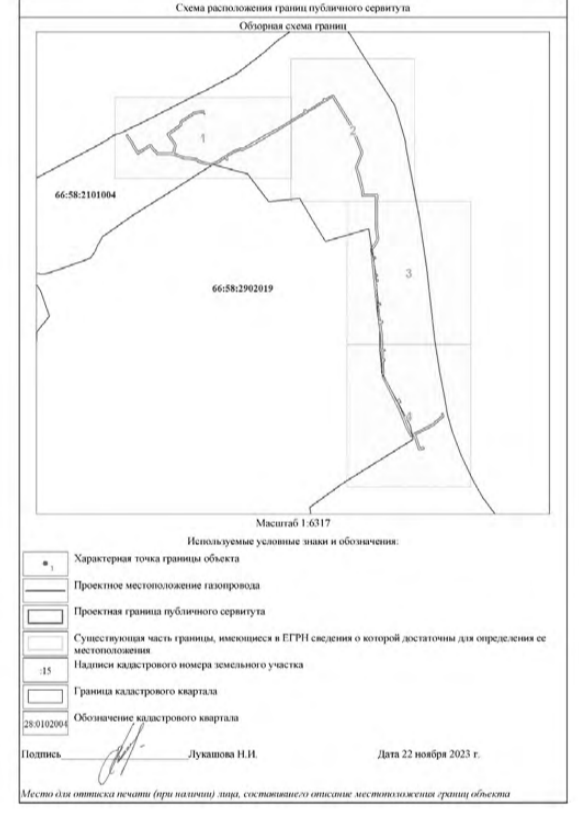 Схема расположения границ публичного сервитута
Обзорная схема границ
1
2
66:58:2101004
3
66:58:2902019
Масштаб 1:6317
Используемые условные знаки и обозначения:
1
Характерная точка границы объекта
Проектное местоположение газопровода
Проектная граница публичного сервитута
Существующая часть границы, имеющиеся в ЕГРН сведения о которой достаточны для определения ее
местоположения
:15
Надписи кадастрового номера земельного участка
Граница кадастрового квартала
28:0102004
Обозначение кадастрового квартала
Подпись Лукашова Н.И. Дата 22 ноября 2023 г.
Место для оттиска печати (при наличии) лица, составившего описание местоположения границ объекта